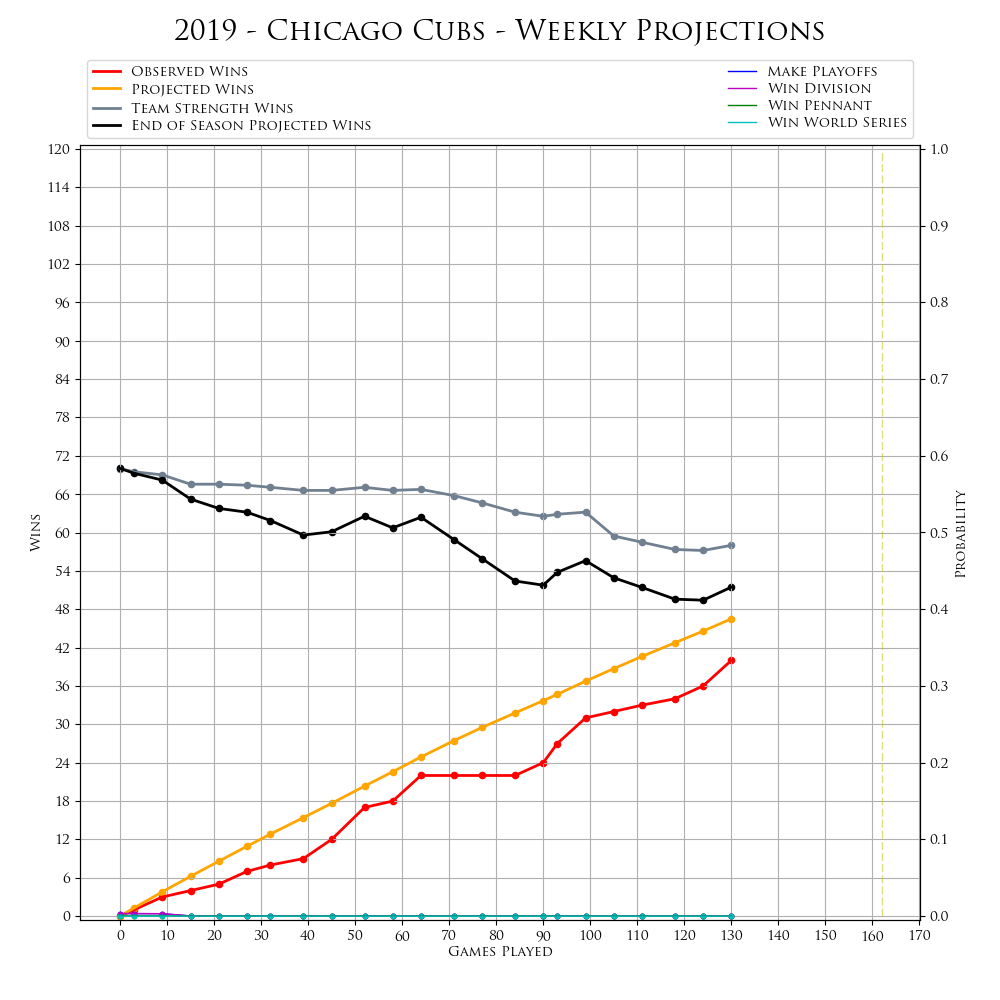 2019 - Chicago Cubs - Weekly Projections
Observed Wins
Projected Wins
Team Strength Wins
End of Season Projected Wins
Make Playoffs
Win Division
Win Pennant
Win World Series
120
114
108
102
96
90
84
78
72
66
60
54
48
42
36
30
24
18
12
6
0
Wins
1.0
0.9
0.8
0.7
0.6
0.5
0.4
0.3
0.2
0.1
0.0
Probability
0 10 20 30 40 50 60 70 80 90 100 110 120 130 140 150 160 170
Games Played